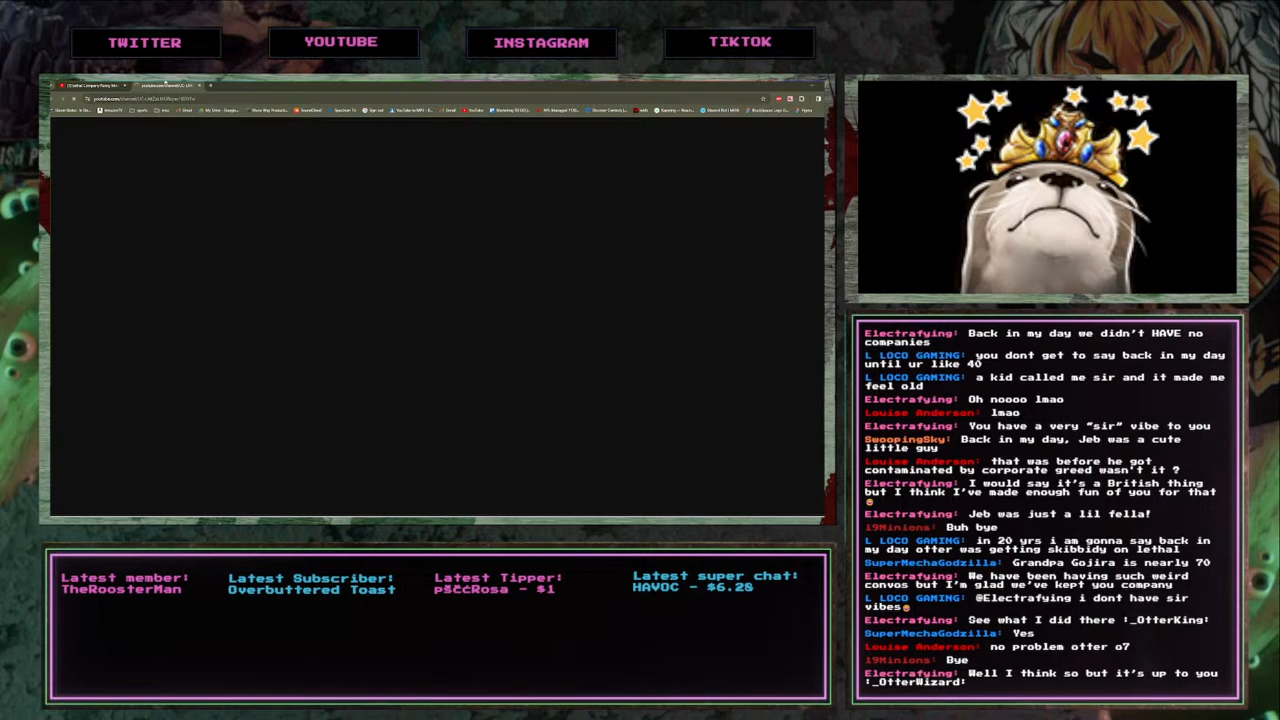 TWITTER
YOUTUBE
INSTAGRAM
TIKTOK
Electrafying: Back in my day we didn't HAVE no
companies
L LOCO GAMING: you dont get to say back in my day
until ur like 40
L LOCO GAMING: a kid called me sir and it made me
feel old
Electrafying: Oh noooo lmao
Louise Anderson: lmao
Electrafying: You have a very "sir" vibe to you
SwoopingSky: Back in my day, Jeb was a cute
little guy
Louise Anderson: that was before he got
contaminated by corporate greed wasn't it ?
Electrafying: I would say it's a British thing
but I think I've made enough fun of you for that
Electrafying: Jeb was just a lil fella!
19Minions: Buh bye
L LOCO GAMING: in 20 yrs i am gonna say back in
my day otter was getting skibbidy on lethal
SuperMechaGodzilla: Grandpa Gojira is nearly 70
Electrafying: We have been having such weird
convos but I'm glad we've kept you company
L LOCO GAMING: @Electrafying i dont have sir
vibes
Electrafying: See what I did there :_OtterKing:
SuperMechaGodzilla: Yes
Louise Anderson: no problem otter o7
19Minions: Bye
Electrafying: Well I think so but it's up to you
:_OtterWizard:
Latest member:
TheRoosterMan
Latest Subscriber:
Overbuttered Toast
Latest Tipper:
pŠčćRosa - $1
Latest super chat:
HAVOC - $6.28